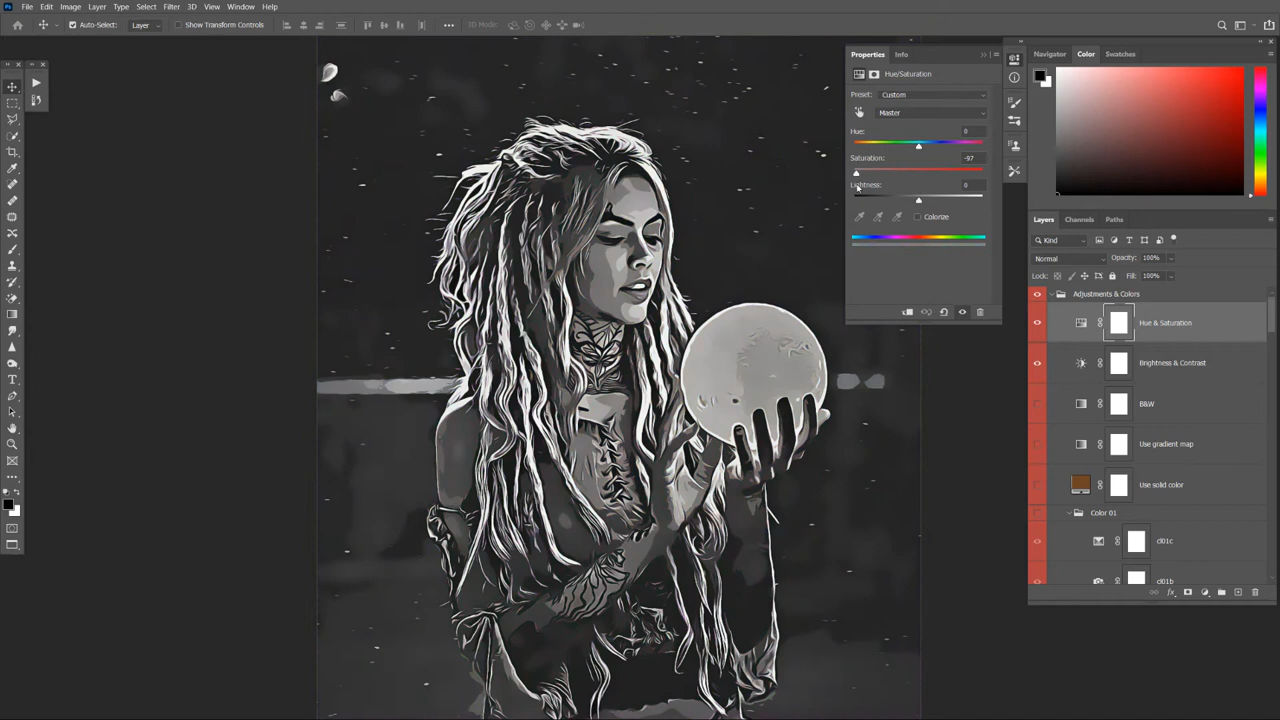 Ps File Edit Image Layer Type Select Filter 3D View Window Help
Auto-Select: Layer Show Transform Controls 3D Mode:
Properties Info
Hue/Saturation
Preset: Custom
Master
Hue: 0
Saturation: -97
Lightness: 0
Colorize
Navigator Color Swatches
Layers Channels Paths
Kind
Normal Opacity: 100%
Lock: Fill: 100%
Adjustments & Colors
Hue & Saturation
Brightness & Contrast
B&W
Use gradient map
Use solid color
Color 01
cl01c
cl01b
fx